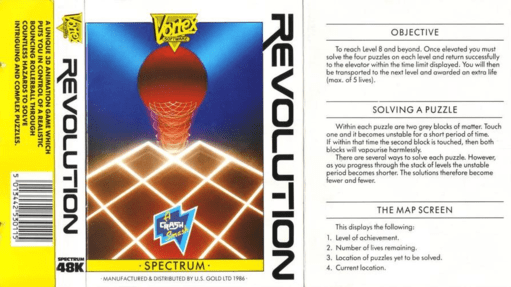 A UNIQUE 3D ANIMATION GAME WHICH
PUTS YOU IN CONTROL OF A REALISTIC
BOUNCING ROLLERBALL THROUGH
COUNTLESS HAZARDS TO SOLVE
INTRIGUING AND COMPLEX PUZZLES.
5 013442 530115
Vortex
SOFTWARE
REVOLUTION
SPECTRUM
48K
Vortex
SOFTWARE
REVOLUTION
A
CRASH
Smash
· SPECTRUM ·
MANUFACTURED & DISTRIBUTED BY U.S. GOLD LTD 1986
OBJECTIVE
To reach Level 8 and beyond. Once elevated you must
solve the four puzzles on each level and return successfully
to the elevator within the time limit displayed. You will then
be transported to the next level and awarded an extra life
(max. of 5 lives).
SOLVING A PUZZLE
Within each puzzle are two grey blocks of matter. Touch
one and it becomes unstable for a short period of time.
If within that time the second block is touched, then both
blocks will vapourise harmlessly.
There are several ways to solve each puzzle. However,
as you progress through the stack of levels the unstable
period becomes shorter. The solutions therefore become
fewer and fewer.
THE MAP SCREEN
This displays the following:
1. Level of achievement.
2. Number of lives remaining.
3. Location of puzzles yet to be solved.
4. Current location.